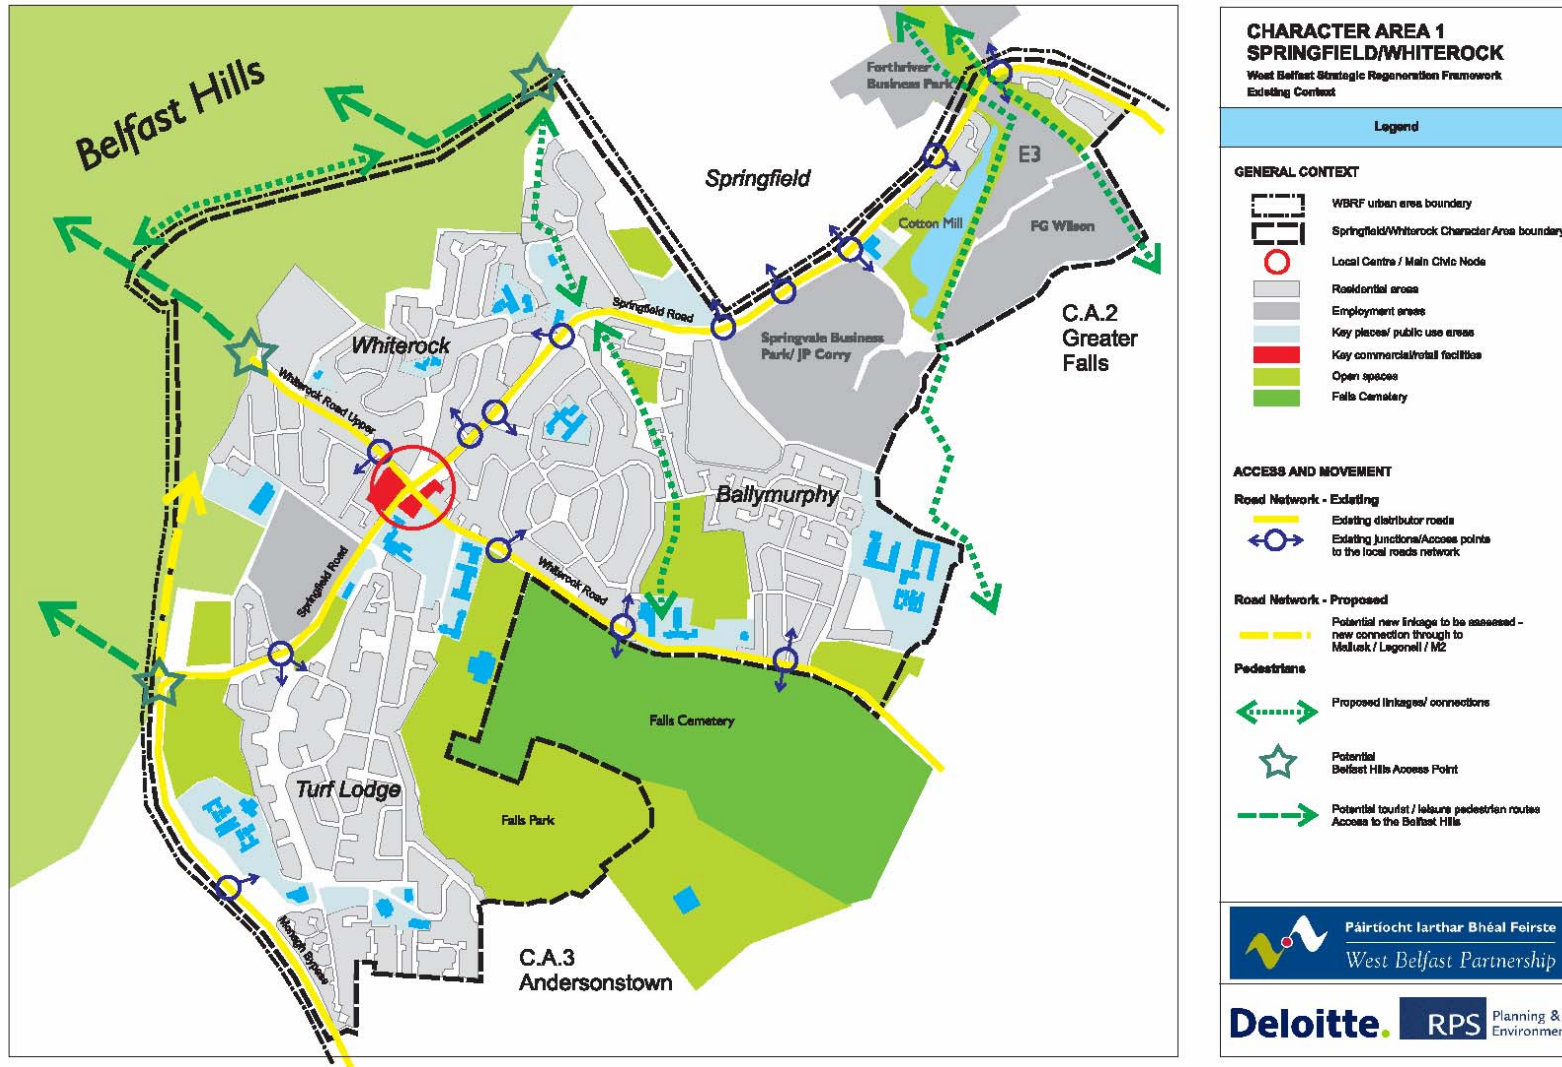 Belfast Hills
Forthriver
Business Park
E3
Springfield
Cotton Mill
FG Wilson
C.A.2
Greater
Falls
Springfield Road
Springvale Business
Park/ JP Corry
Whiterock
Whiterock Road Upper
Ballymurphy
Springfield Road
Whiterock Road
Falls Cemetery
Turf Lodge
Falls Park
Monagh Bypass
C.A.3
Andersonstown
CHARACTER AREA 1
SPRINGFIELD/WHITEROCK
West Belfast Strategic Regeneration Framework
Existing Context
Legend
GENERAL CONTEXT
WBRF urban area boundary
Springfield/Whiterock Character Area boundary
Local Centre / Main Civic Node
Residential areas
Employment areas
Key places/ public use areas
Key commercial/retail facilities
Open spaces
Falls Cemetery
ACCESS AND MOVEMENT
Road Network - Existing
Existing distributor roads
Existing junctions/Access points
to the local roads network
Road Network - Proposed
Potential new linkage to be assessed -
new connection through to
Mallusk / Legoneil / M2
Pedestrians
Proposed linkages/ connections
Potential
Belfast Hills Access Point
Potential tourist / leisure pedestrian routes
Access to the Belfast Hills
Páirtíocht Iarthar Bhéal Feirste
West Belfast Partnership
Deloitte.
RPS
Planning &
Environmen